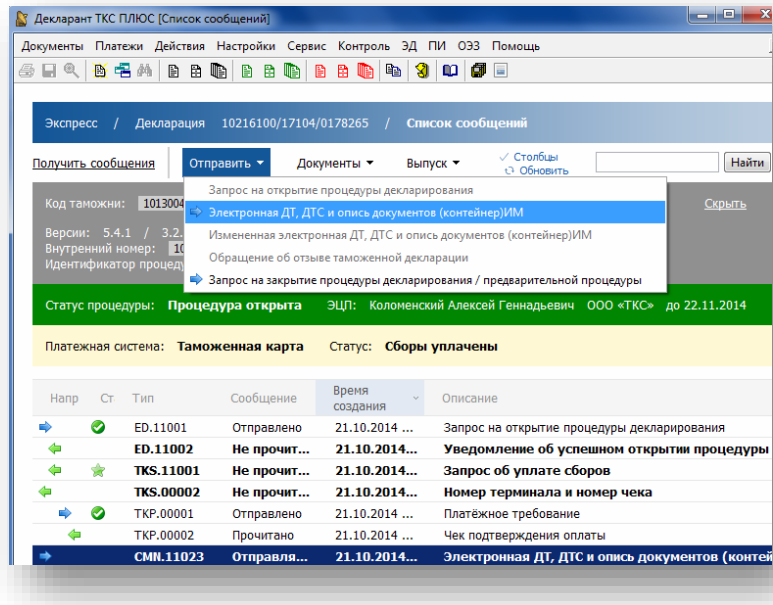 Декларант ТКС ПЛЮС [Список сообщений]
Документы Платежи Действия Настройки Сервис Контроль ЭД ПИ ОЭЗ Помощь
Экспресс / Декларация 10216100/17104/0178265 / Список сообщений
Получить сообщения Отправить Документы Выпуск Столбцы Обновить Найти
Запрос на открытие процедуры декларирования
Код таможни: 1013004 Скрыть
Электронная ДТ, ДТС и опись документов (контейнер)ИМ
Версии: 5.4.1 / 3.2.
Измененная электронная ДТ, ДТС и опись документов (контейнер)ИМ
Внутренний номер: 10
Обращение об отзыве таможенной декларации
Идентификатор процеду
Запрос на закрытие процедуры декларирования / предварительной процедуры
Статус процедуры: Процедура открыта ЭЦП: Коломенский Алексей Геннадьевич ООО «ТКС» до 22.11.2014
Платежная система: Таможенная карта Статус: Сборы уплачены
Напр Ст Тип Сообщение Время создания Описание
ED.11001 Отправлено 21.10.2014 ... Запрос на открытие процедуры декларирования
ED.11002 Не прочит... 21.10.2014... Уведомление об успешном открытии процедуры
TKS.11001 Не прочит... 21.10.2014... Запрос об уплате сборов
TKS.00002 Не прочит... 21.10.2014... Номер терминала и номер чека
TKP.00001 Отправлено 21.10.2014 ... Платёжное требование
TKP.00002 Прочитано 21.10.2014 ... Чек подтверждения оплаты
CMN.11023 Отправля... 21.10.2014... Электронная ДТ, ДТС и опись документов (контей